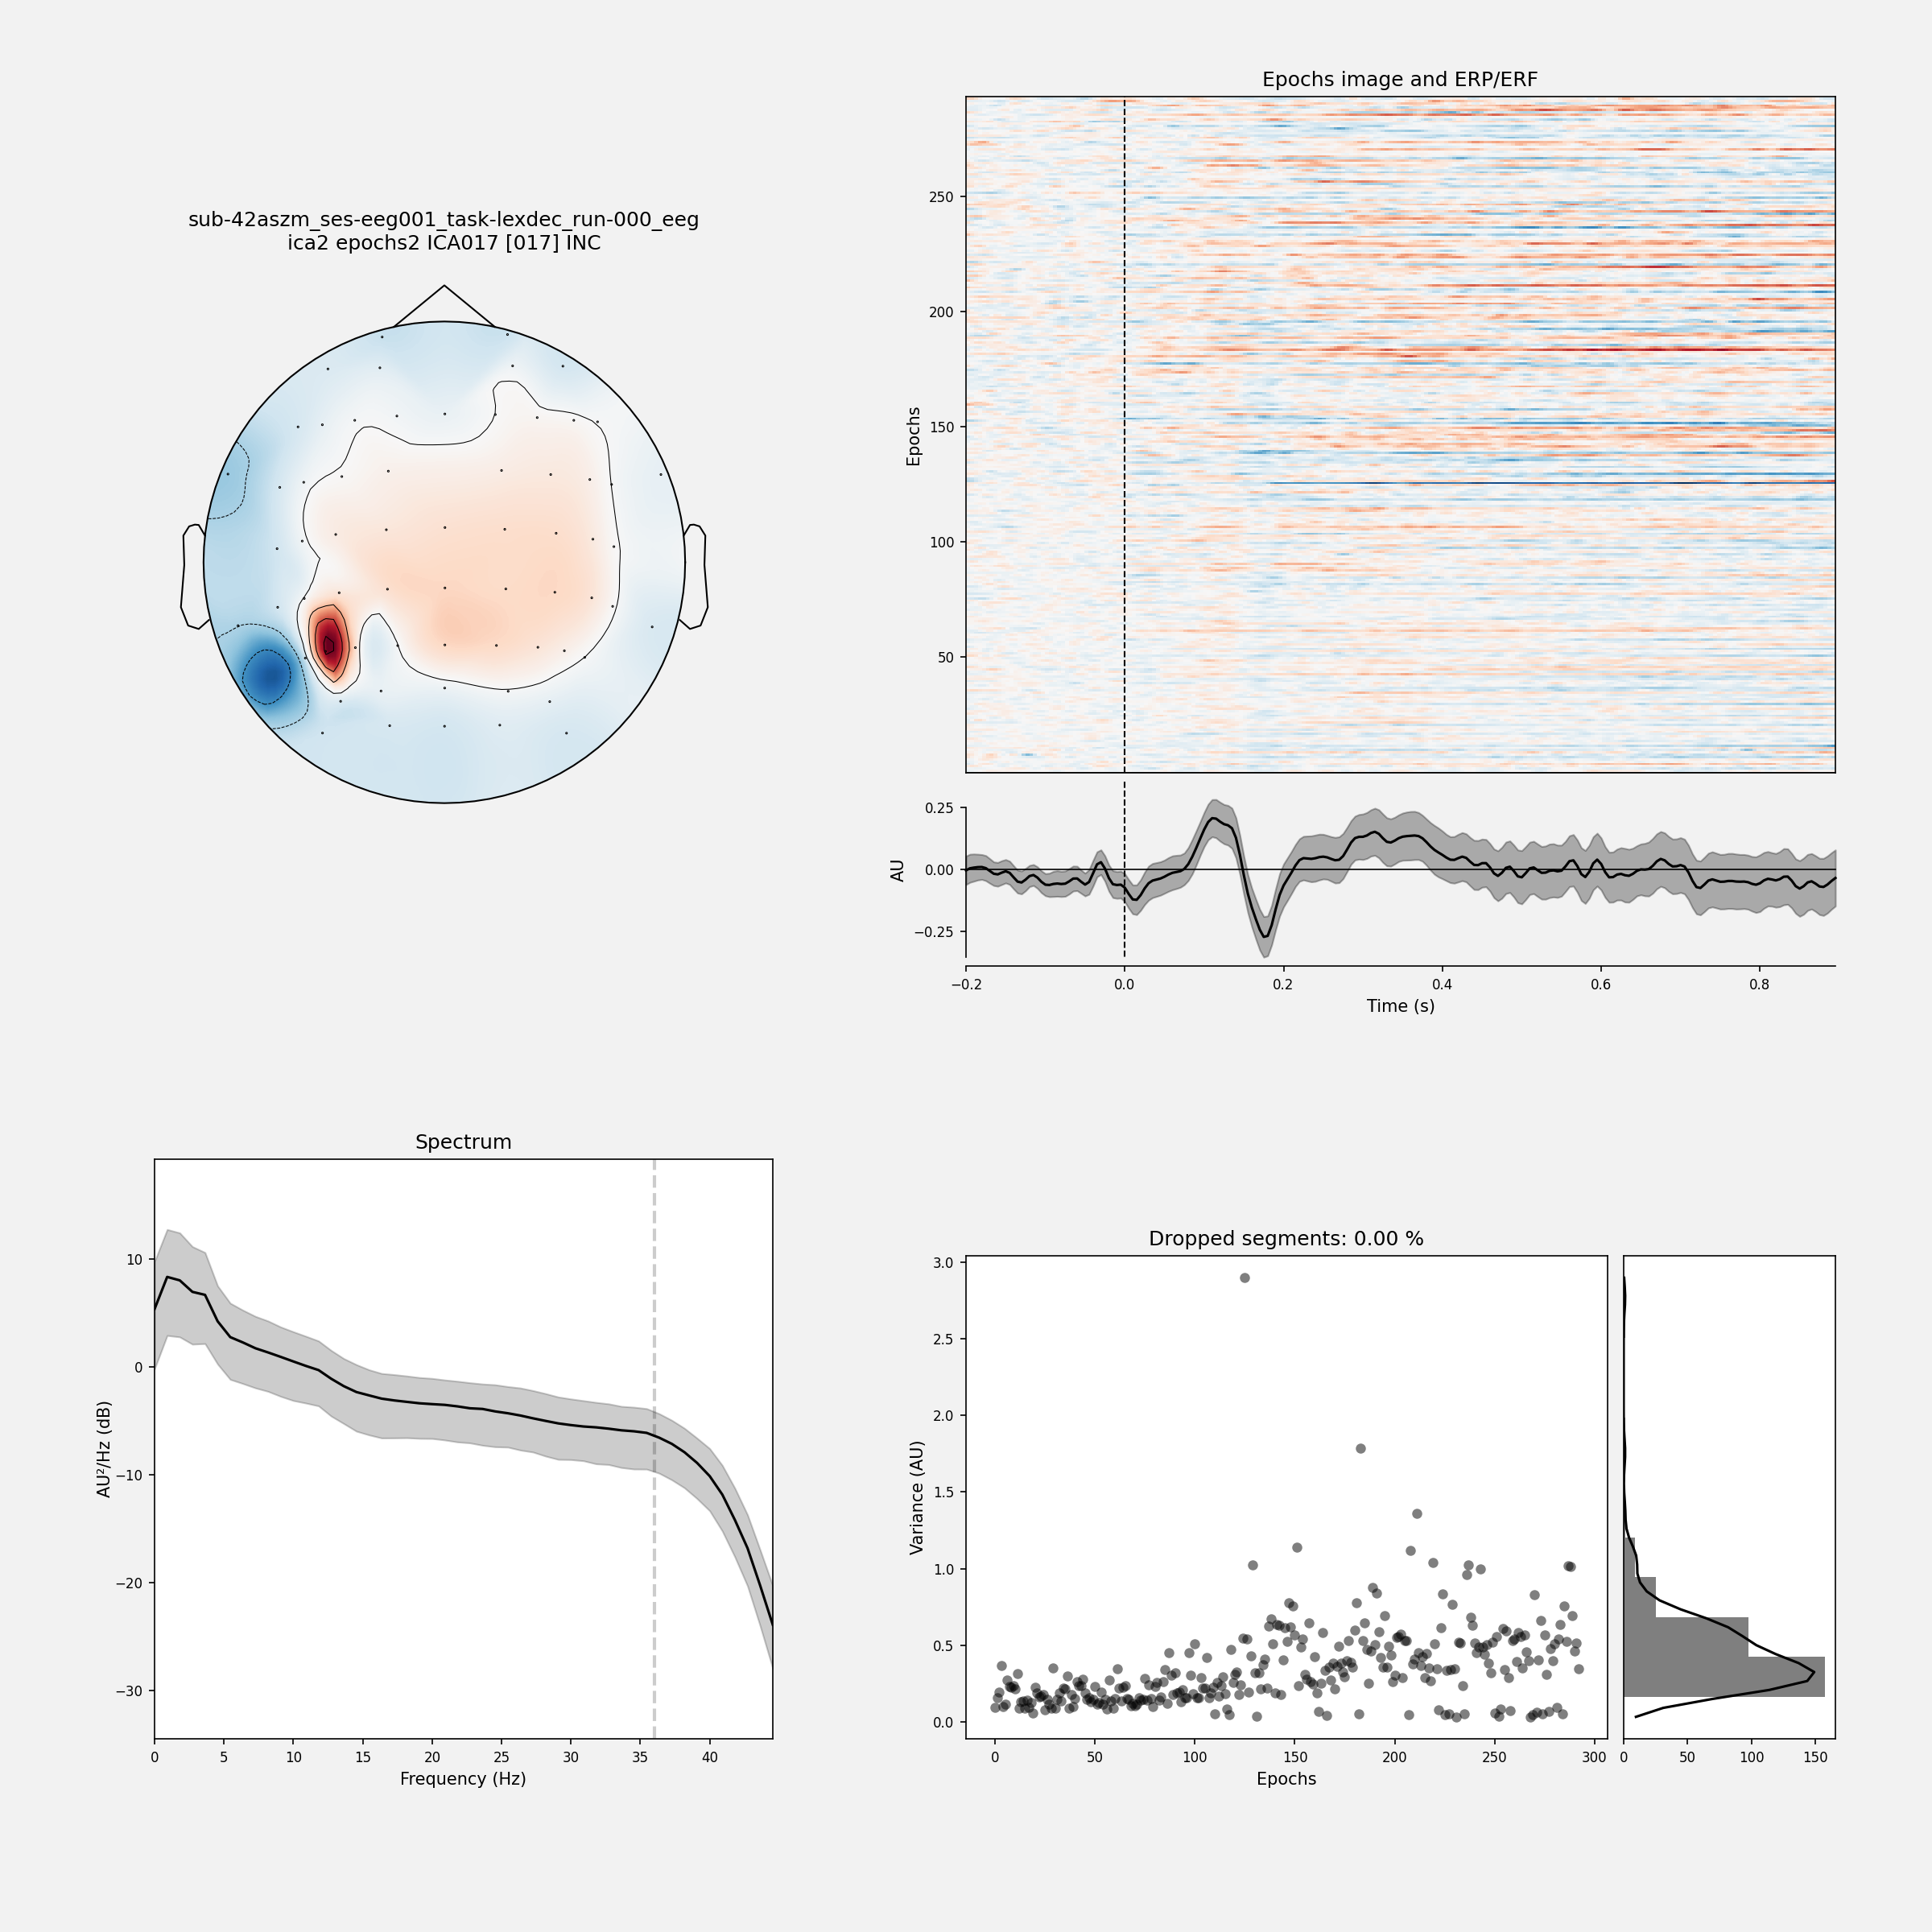 sub-42aszm_ses-eeg001_task-lexdec_run-000_eeg
ica2 epochs2 ICA017 [017] INC
Epochs image and ERP/ERF
Epochs
250
200
150
100
50
AU
0.25
0.00
−0.25
−0.2 0.0 0.2 0.4 0.6 0.8
Time (s)
Spectrum
AU²/Hz (dB)
10
0
−10
−20
−30
0 5 10 15 20 25 30 35 40
Frequency (Hz)
Dropped segments: 0.00 %
Variance (AU)
3.0
2.5
2.0
1.5
1.0
0.5
0.0
0 50 100 150 200 250 300
Epochs
0 50 100 150